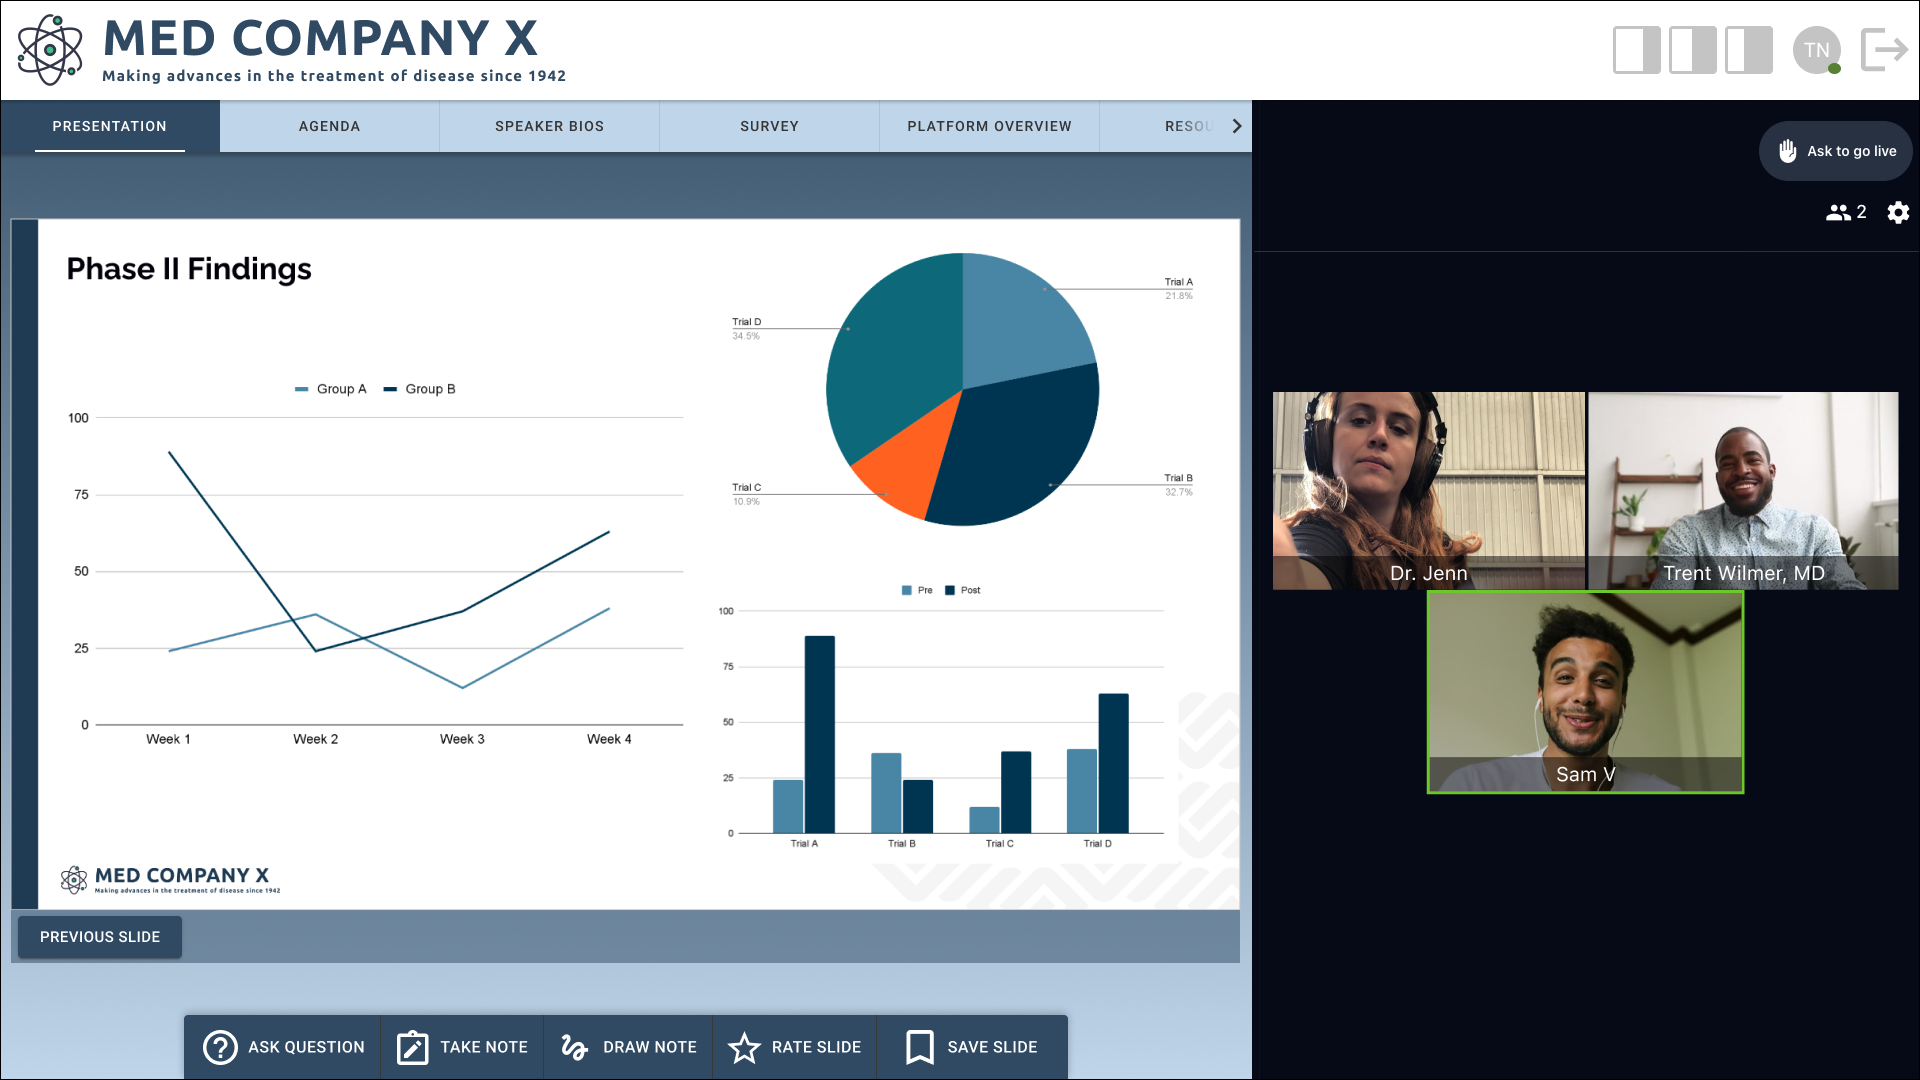 MED COMPANY X
Making advances in the treatment of disease since 1942
TN
PRESENTATION
AGENDA
SPEAKER BIOS
SURVEY
PLATFORM OVERVIEW
RESOU
Ask to go live
2
Phase II Findings
Group A
Group B
100
75
50
25
0
Week 1
Week 2
Week 3
Week 4
Trial A
21.8%
Trial D
34.5%
Trial B
32.7%
Trial C
10.9%
Pre
Post
100
75
50
25
0
Trial A
Trial B
Trial C
Trial D
MED COMPANY X
Making advances in the treatment of disease since 1942
PREVIOUS SLIDE
ASK QUESTION
TAKE NOTE
DRAW NOTE
RATE SLIDE
SAVE SLIDE
Dr. Jenn
Trent Wilmer, MD
Sam V